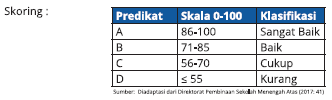 Skoring :
Predikat Skala 0-100 Klasifikasi
A 86-100 Sangat Baik
B 71-85 Baik
C 56-70 Cukup
D ≤ 55 Kurang
Sumber: Diadaptasi dari Direktorat Pembinaan Sekolah Menengah Atas (2017; 41)